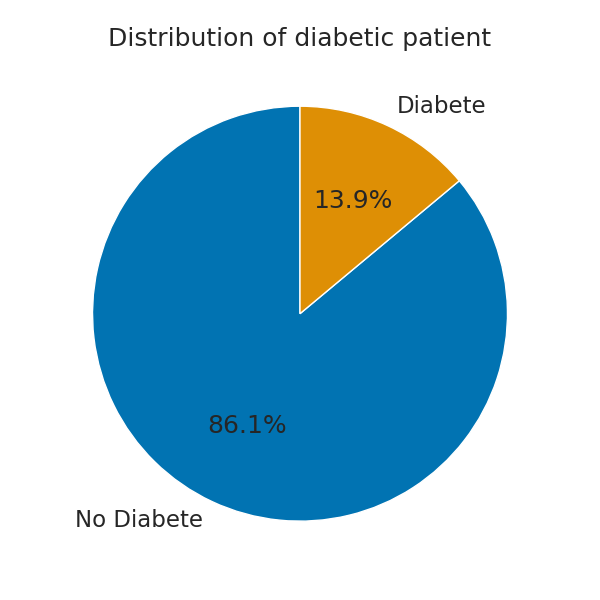 Distribution of diabetic patient
Diabete
13.9%
86.1%
No Diabete